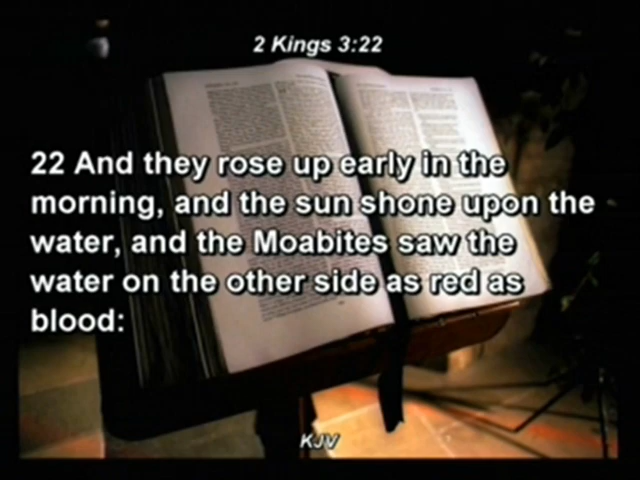 2 Kings 3:22
22 And they rose up early in the
morning, and the sun shone upon the
water, and the Moabites saw the
water on the other side as red as
blood:
KJV